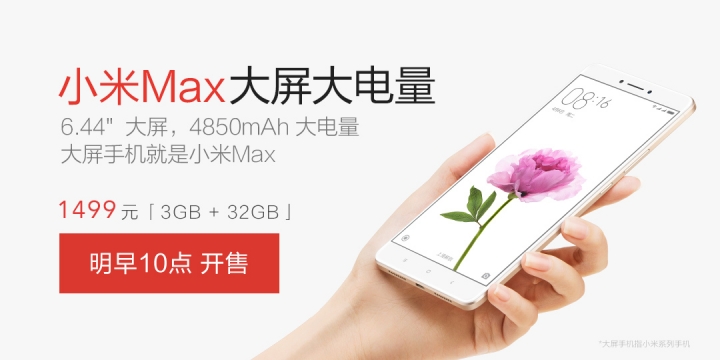 小米Max大屏大电量
6.44" 大屏，4850mAh 大电量
大屏手机就是小米Max
1499元「3GB + 32GB」
明早10点 开售
08:16
*大屏手机指小米系列手机